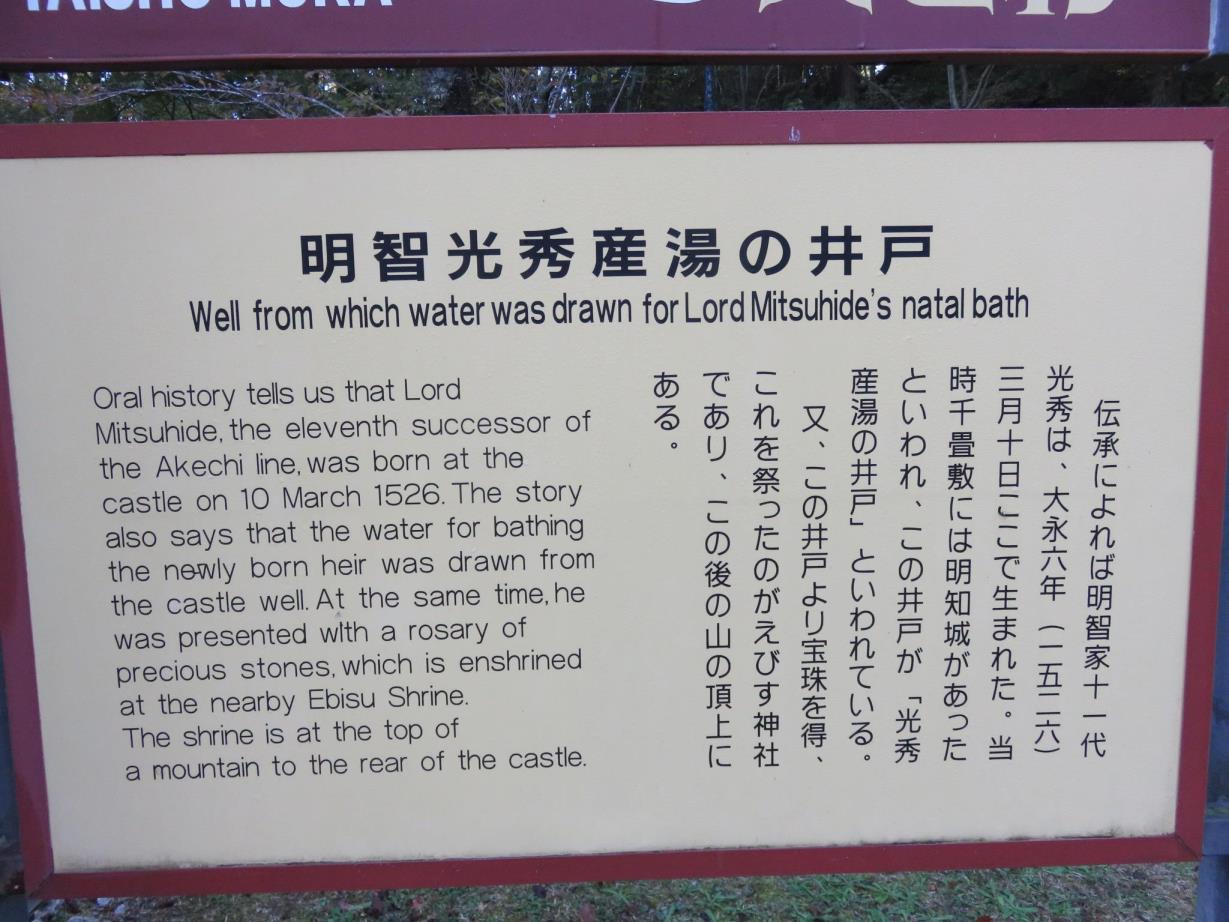 TAISHO MURA
明智光秀産湯の井戸
Well from which water was drawn for Lord Mitsuhide's natal bath
Oral history tells us that Lord
Mitsuhide, the eleventh successor of
the Akechi line, was born at the
castle on 10 March 1526. The story
also says that the water for bathing
the newly born heir was drawn from
the castle well. At the same time, he
was presented with a rosary of
precious stones, which is enshrined
at the nearby Ebisu Shrine.
The shrine is at the top of
a mountain to the rear of the castle.
伝承によれば明智家十一代
光秀は、大永六年（一五二六）
三月十日ここで生まれた。当
時千畳敷には明知城があった
といわれ、この井戸が「光秀
産湯の井戸」といわれている。
又、この井戸より宝珠を得、
これを祭ったのがえびす神社
であり、この後の山の頂上に
ある。